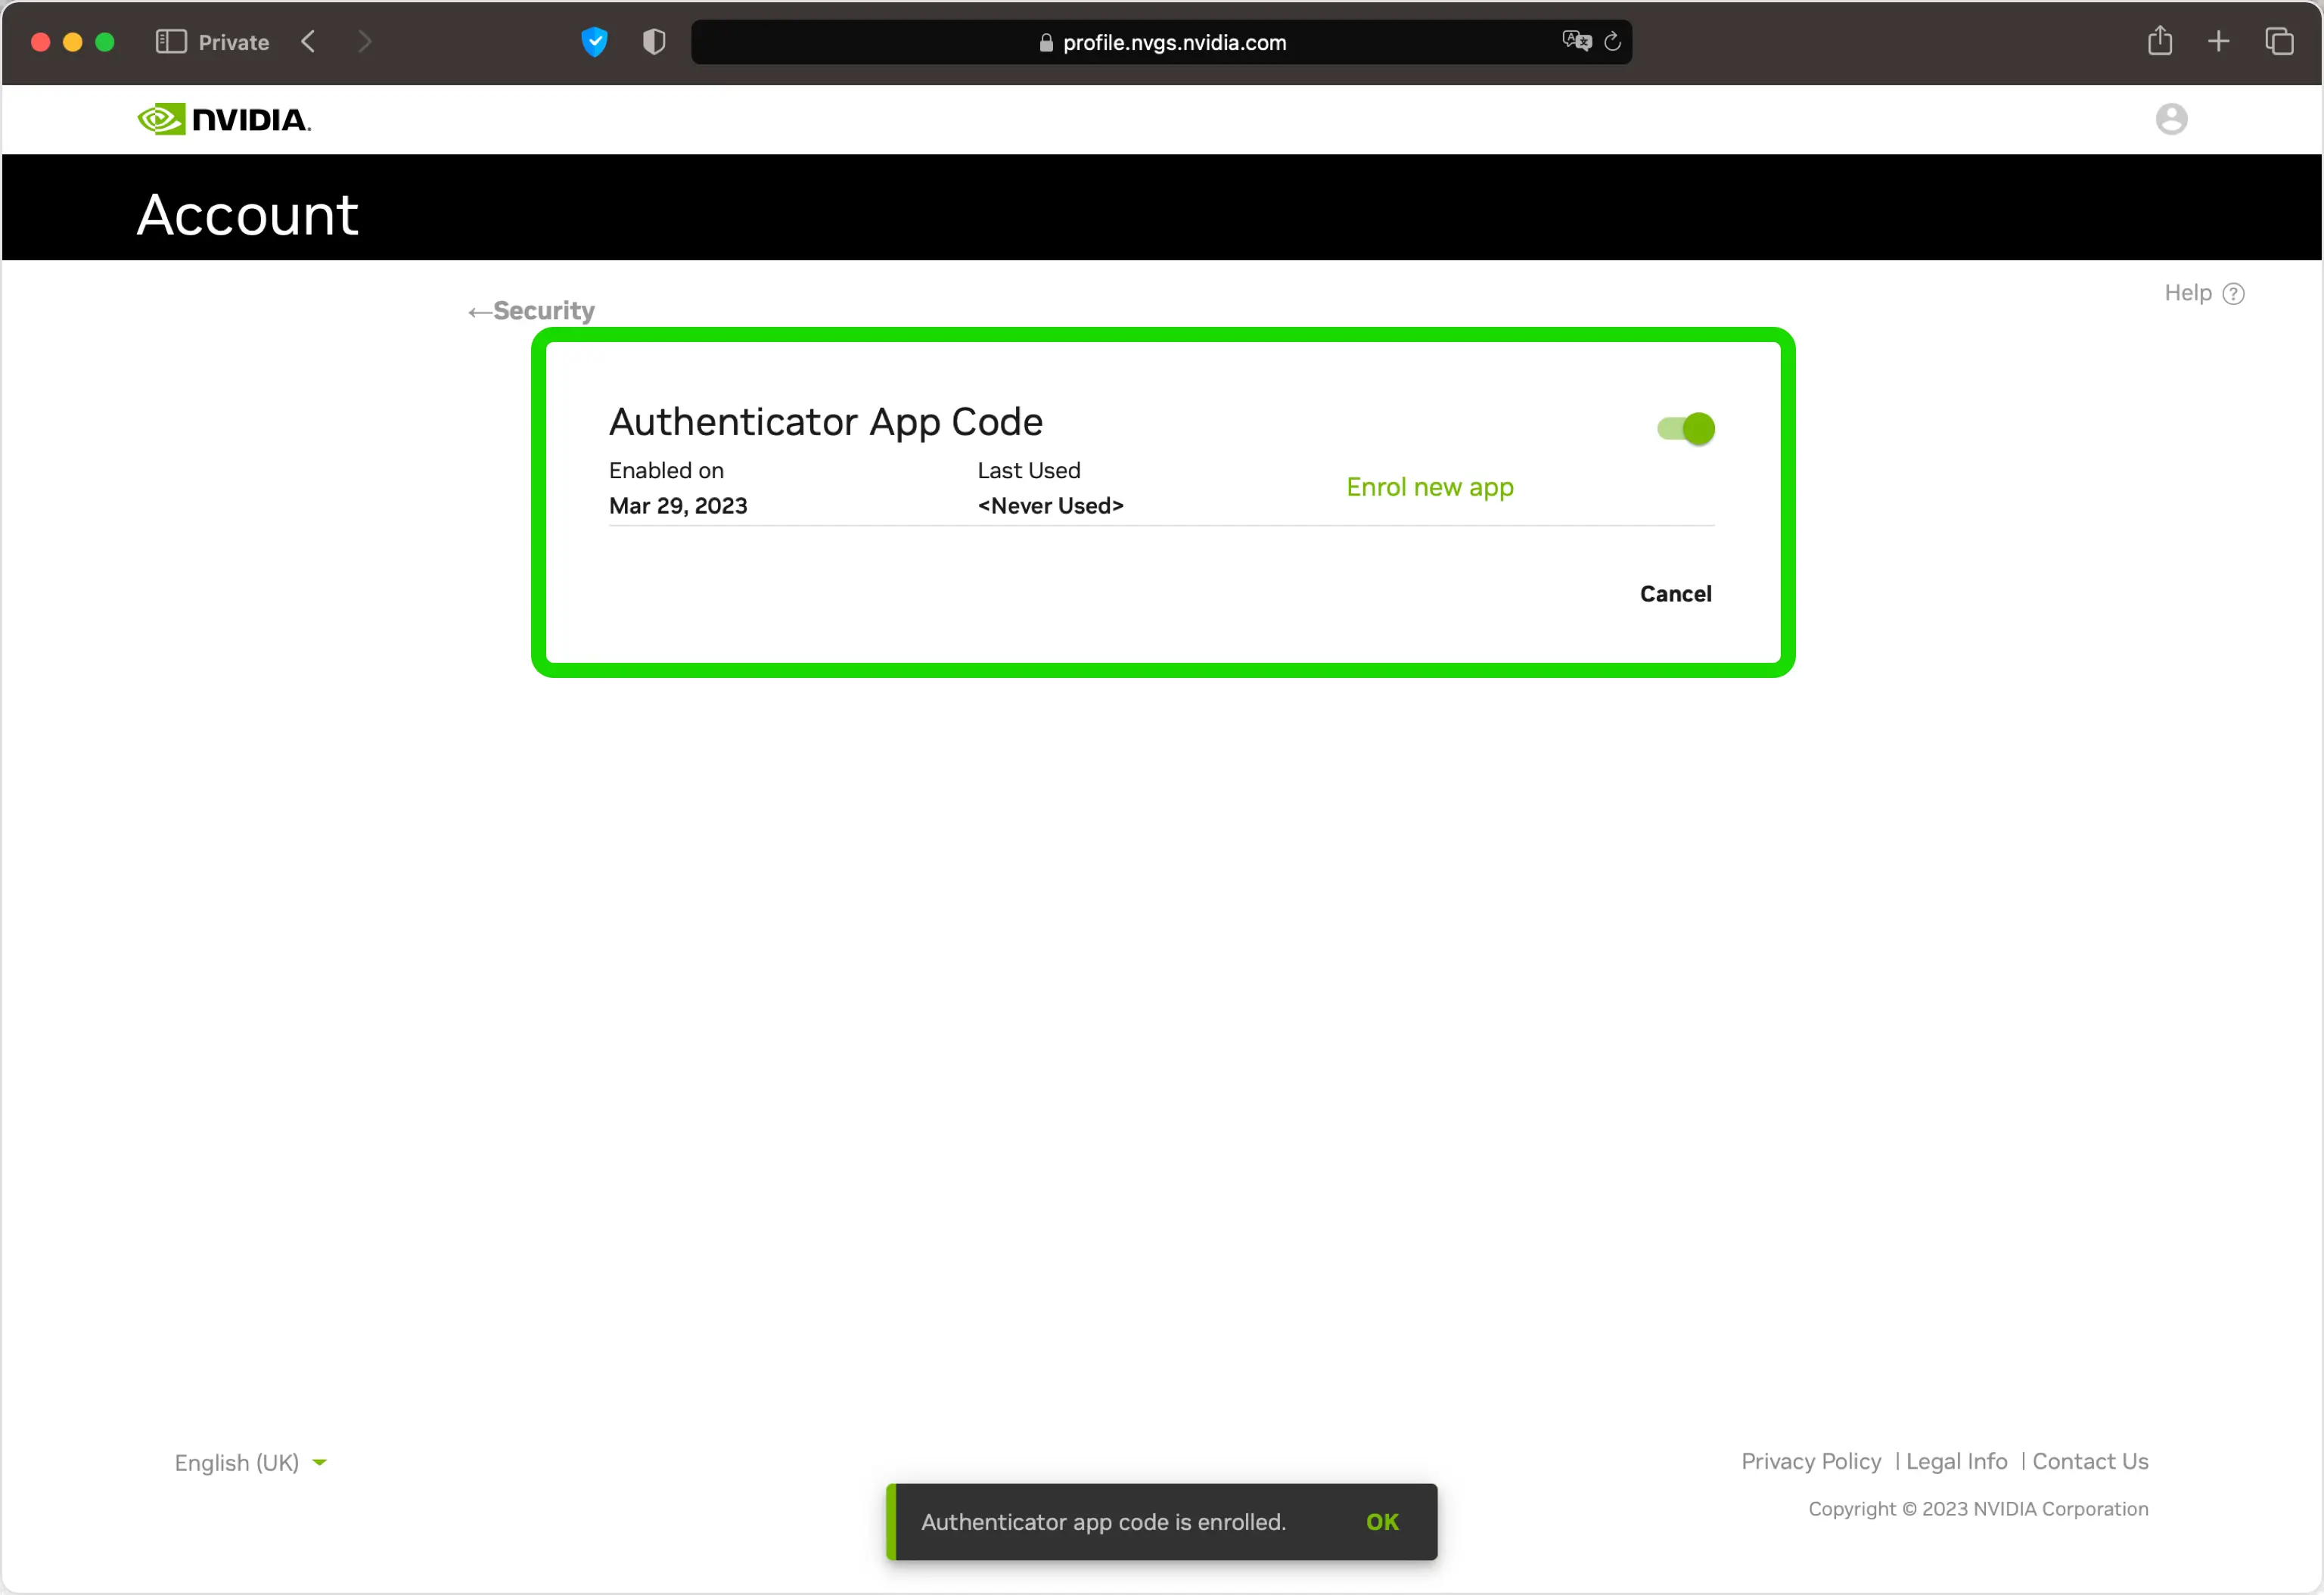 Private
profile.nvgs.nvidia.com
NVIDIA.
Account
Help ?
←Security
Authenticator App Code
Enabled on
Last Used
Enrol new app
Mar 29, 2023
<Never Used>
Cancel
English (UK)
Privacy Policy | Legal Info | Contact Us
Copyright © 2023 NVIDIA Corporation
Authenticator app code is enrolled. OK